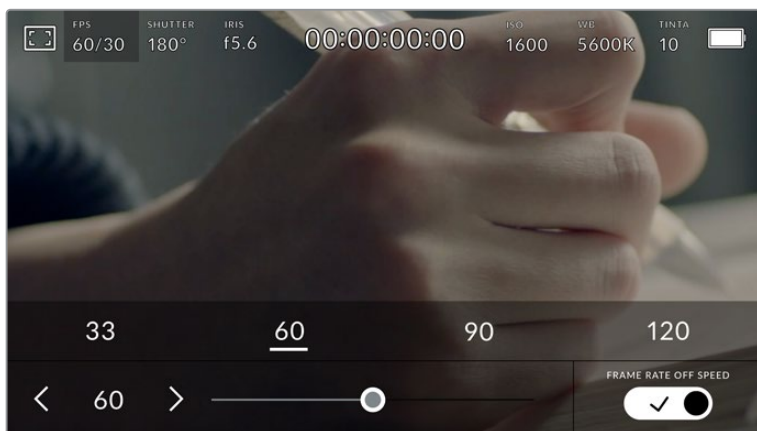 FPS SHUTTER IRIS ISO WB TINTA
60/30 180° f5.6 00:00:00:00 1600 5600K 10
33 60 90 120
FRAME RATE OFF SPEED
60